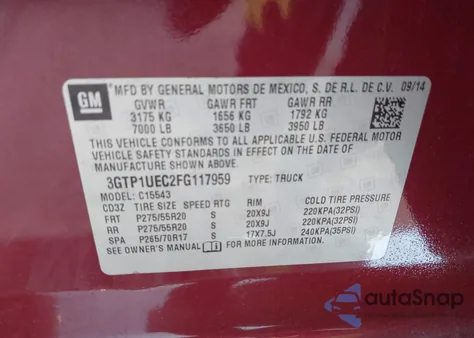 GM
MFD BY GENERAL MOTORS DE MEXICO, S. DE R.L. DE C.V. 09/14
GVWR GAWR FRT GAWR RR
3175 KG 1656 KG 1792 KG
7000 LB 3650 LB 3950 LB
THIS VEHICLE CONFORMS TO ALL APPLICABLE U.S. FEDERAL MOTOR
VEHICLE SAFETY STANDARDS IN EFFECT ON THE DATE OF
MANUFACTURE SHOWN ABOVE.
3GTP1UEC2FG117959 TYPE: TRUCK
MODEL: C15543
CD3Z TIRE SIZE SPEED RTG RIM COLD TIRE PRESSURE
FRT P275/55R20 S 20X9J 220KPA(32PSI)
RR P275/55R20 S 20X9J 220KPA(32PSI)
SPA P265/70R17 S 17X7.5J 240KPA(35PSI)
SEE OWNER'S MANUAL FOR MORE INFORMATION.
autoSnap